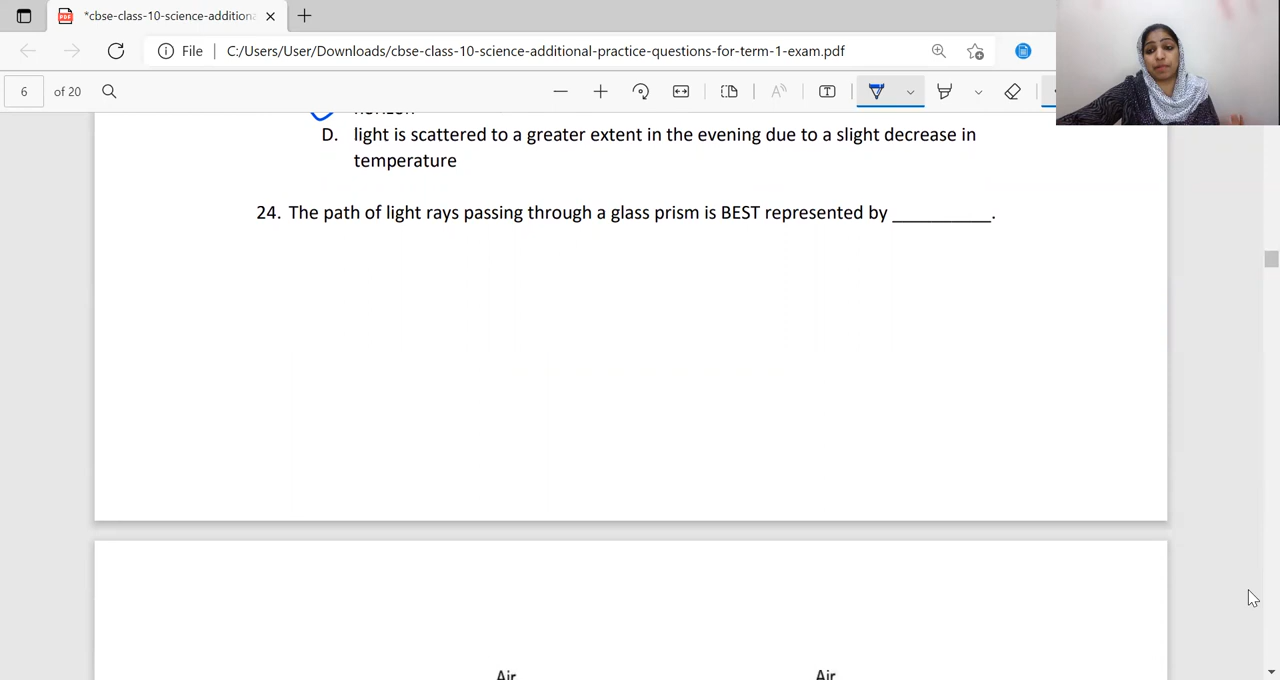 *cbse-class-10-science-additiona
File
C:/Users/User/Downloads/cbse-class-10-science-additional-practice-questions-for-term-1-exam.pdf
6 of 20
D. light is scattered to a greater extent in the evening due to a slight decrease in
temperature
24. The path of light rays passing through a glass prism is BEST represented by __________.
Air Air